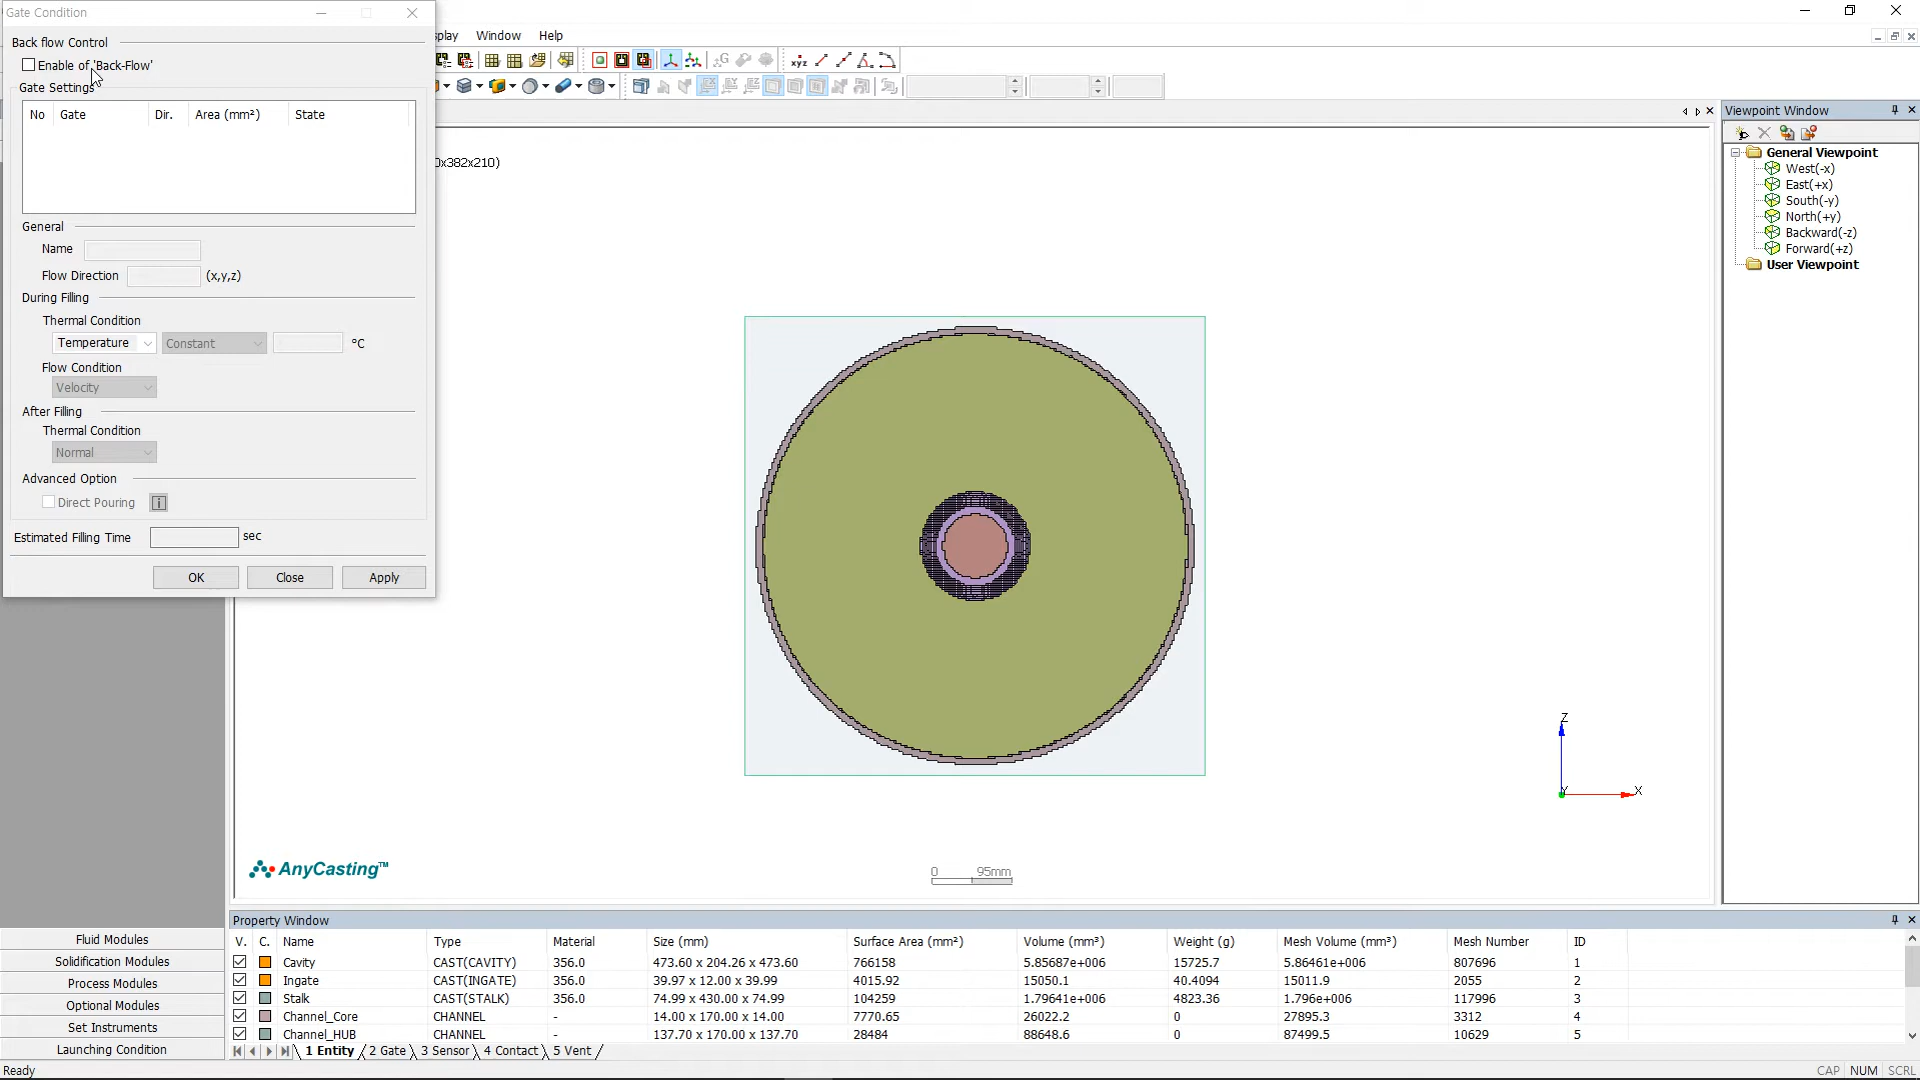 Gate Condition
Back flow Control
Enable of 'Back-Flow'
Gate Settings
No Gate Dir. Area (mm²) State
General
Name
Flow Direction (x,y,z)
During Filling
Thermal Condition
Temperature Constant °C
Flow Condition
Velocity
After Filling
Thermal Condition
Normal
Advanced Option
Direct Pouring i
Estimated Filling Time sec
OK Close Apply
splay Window Help
0x382x210)
Z
X
Y
AnyCasting™
0 95mm
Viewpoint Window
General Viewpoint
West(-x)
East(+x)
South(-y)
North(+y)
Backward(-z)
Forward(+z)
User Viewpoint
Fluid Modules
Solidification Modules
Process Modules
Optional Modules
Set Instruments
Launching Condition
Property Window
V. C. Name Type Material Size (mm) Surface Area (mm²) Volume (mm³) Weight (g) Mesh Volume (mm³) Mesh Number ID
Cavity CAST(CAVITY) 356.0 473.60 x 204.26 x 473.60 766158 5.85687e+006 15725.7 5.86461e+006 807696 1
Ingate CAST(INGATE) 356.0 39.97 x 12.00 x 39.99 4015.92 15050.1 40.4094 15011.9 2055 2
Stalk CAST(STALK) 356.0 74.99 x 430.00 x 74.99 104259 1.79641e+006 4823.36 1.796e+006 117996 3
Channel_Core CHANNEL - 14.00 x 170.00 x 14.00 7770.65 26022.2 0 27895.3 3312 4
Channel_HUB CHANNEL - 137.70 x 170.00 x 137.70 28484 88648.6 0 87499.5 10629 5
1 Entity 2 Gate 3 Sensor 4 Contact 5 Vent
Ready CAP NUM SCRL